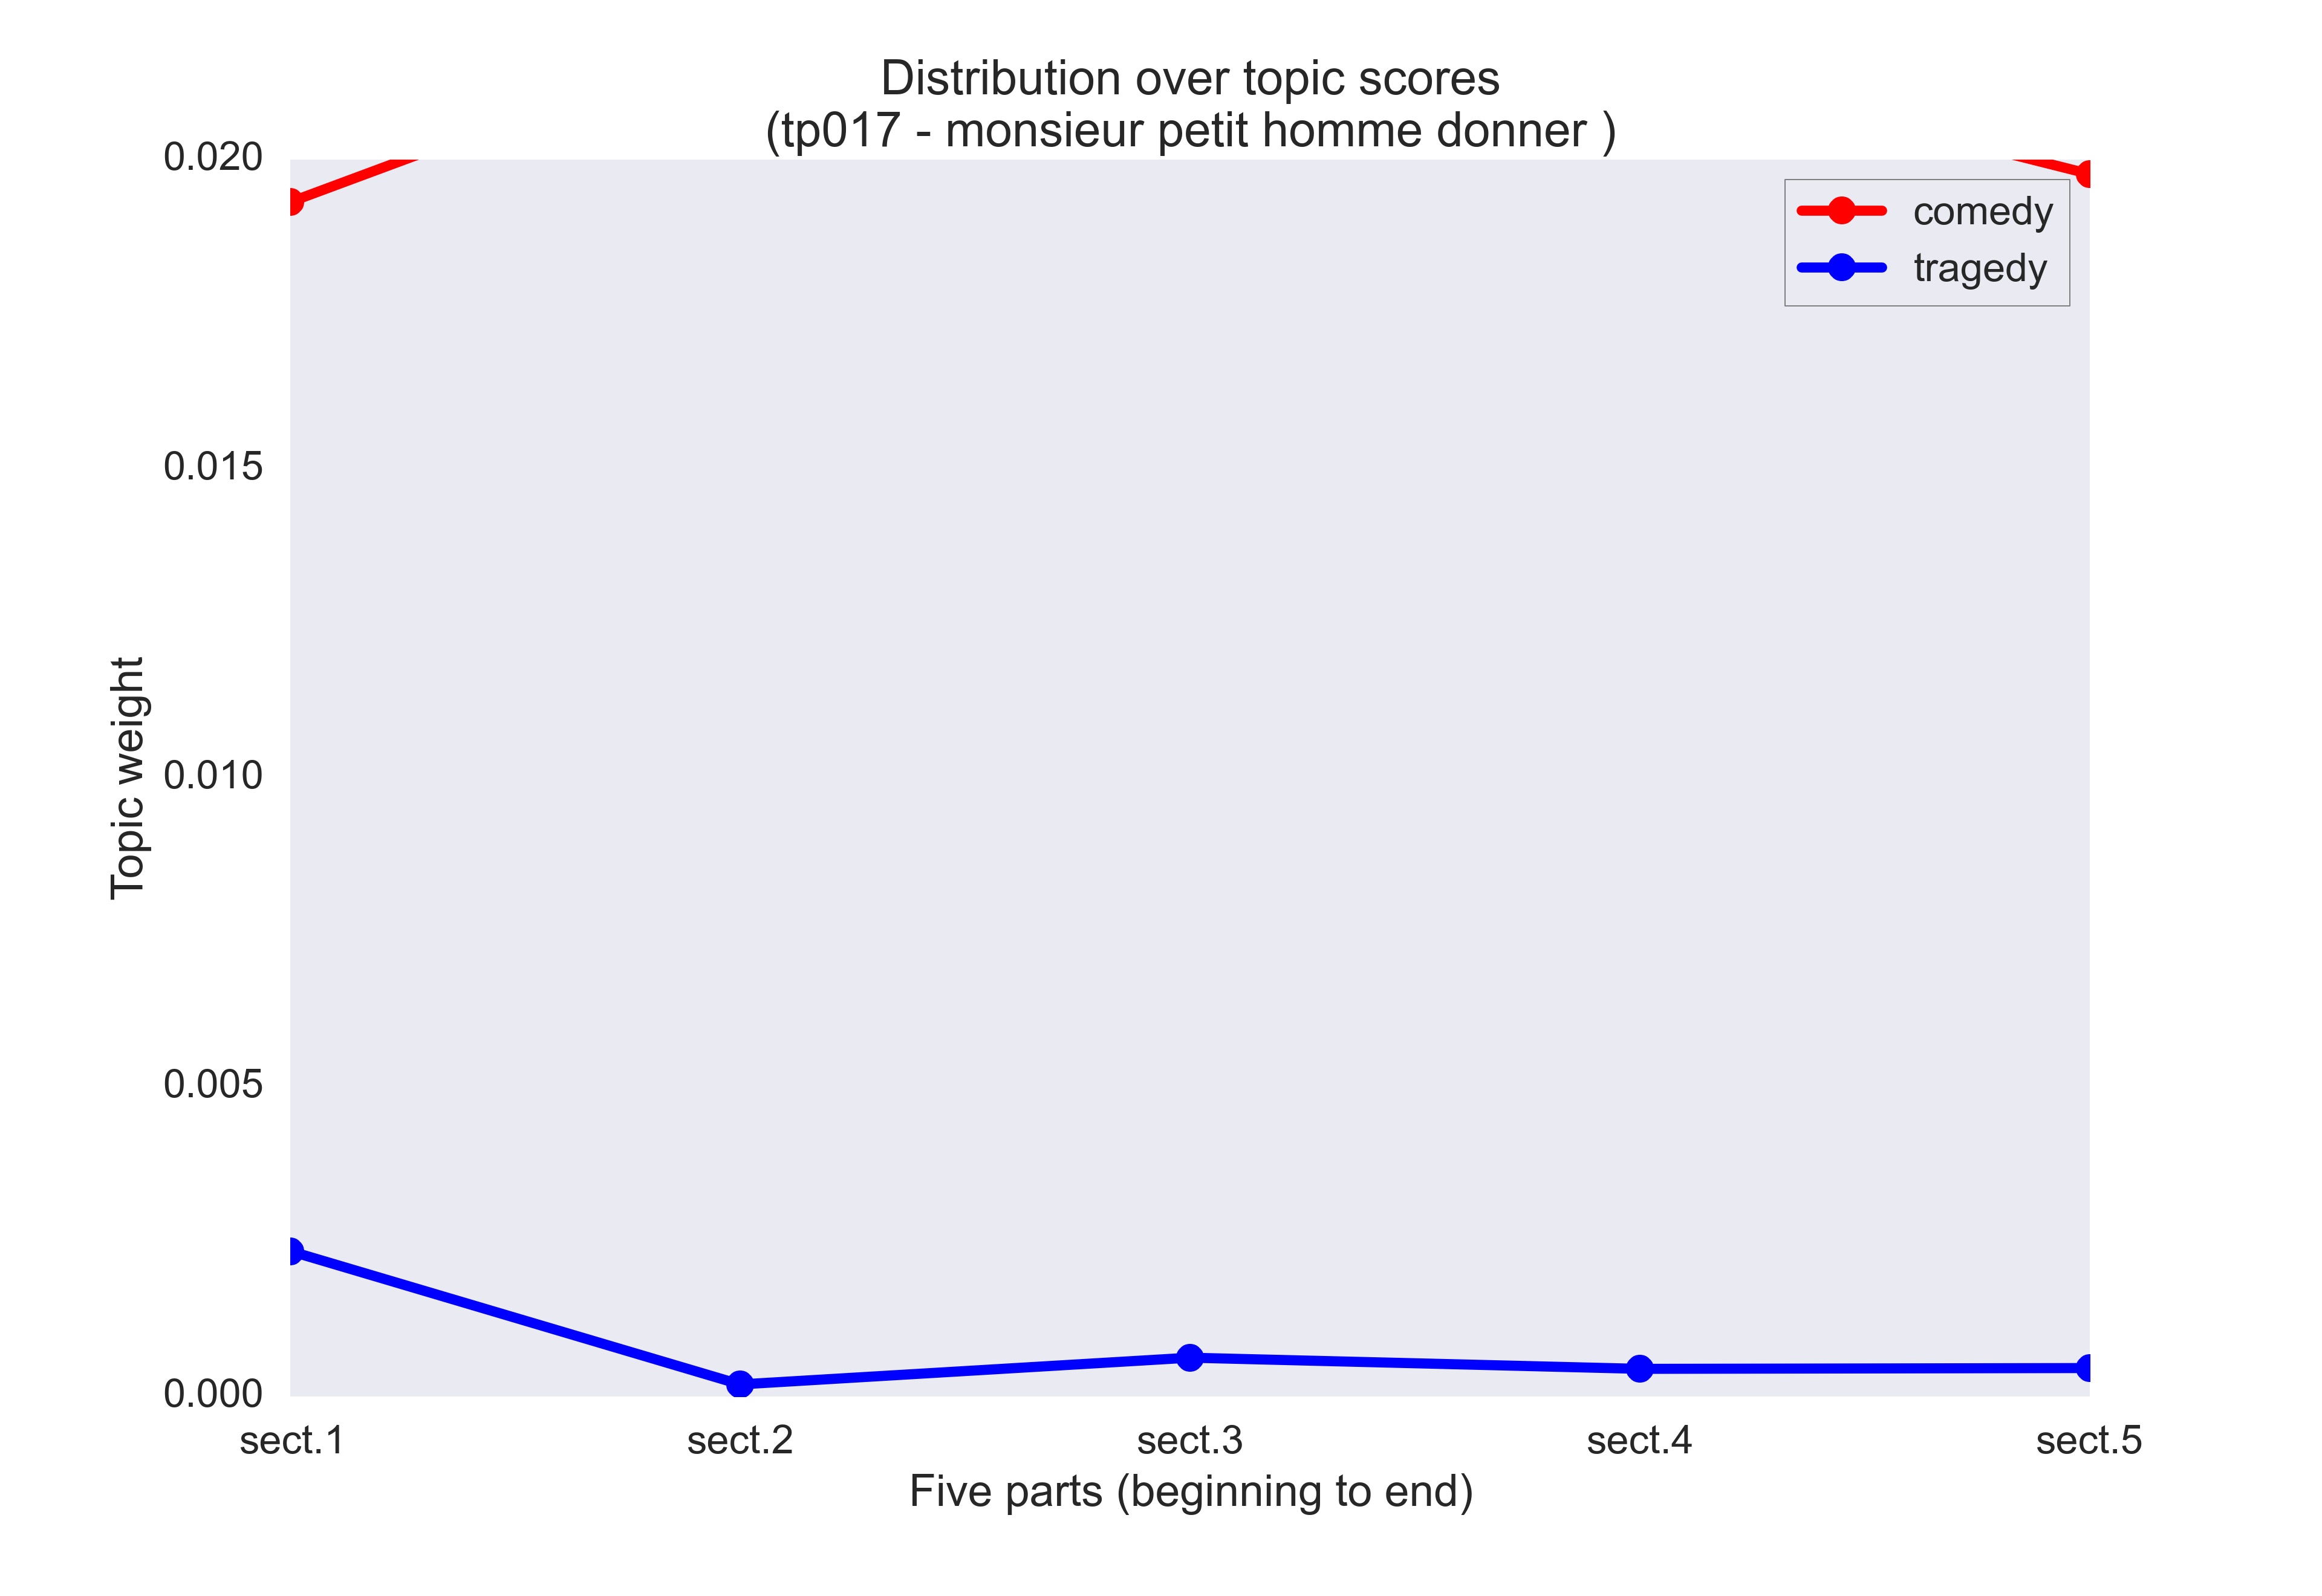 Distribution over topic scores
(tp017 - monsieur petit homme donner )
0.020
comedy
tragedy
0.015
0.010
Topic weight
0.005
0.000
sect.1 sect.2 sect.3 sect.4 sect.5
Five parts (beginning to end)